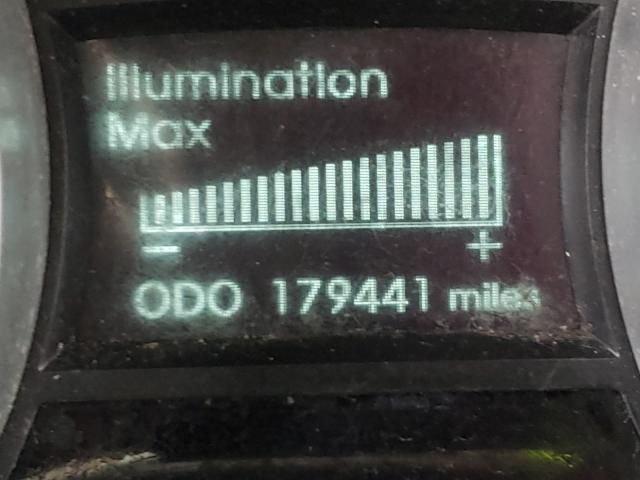 Illumination
Max
− +
ODO 179441 miles